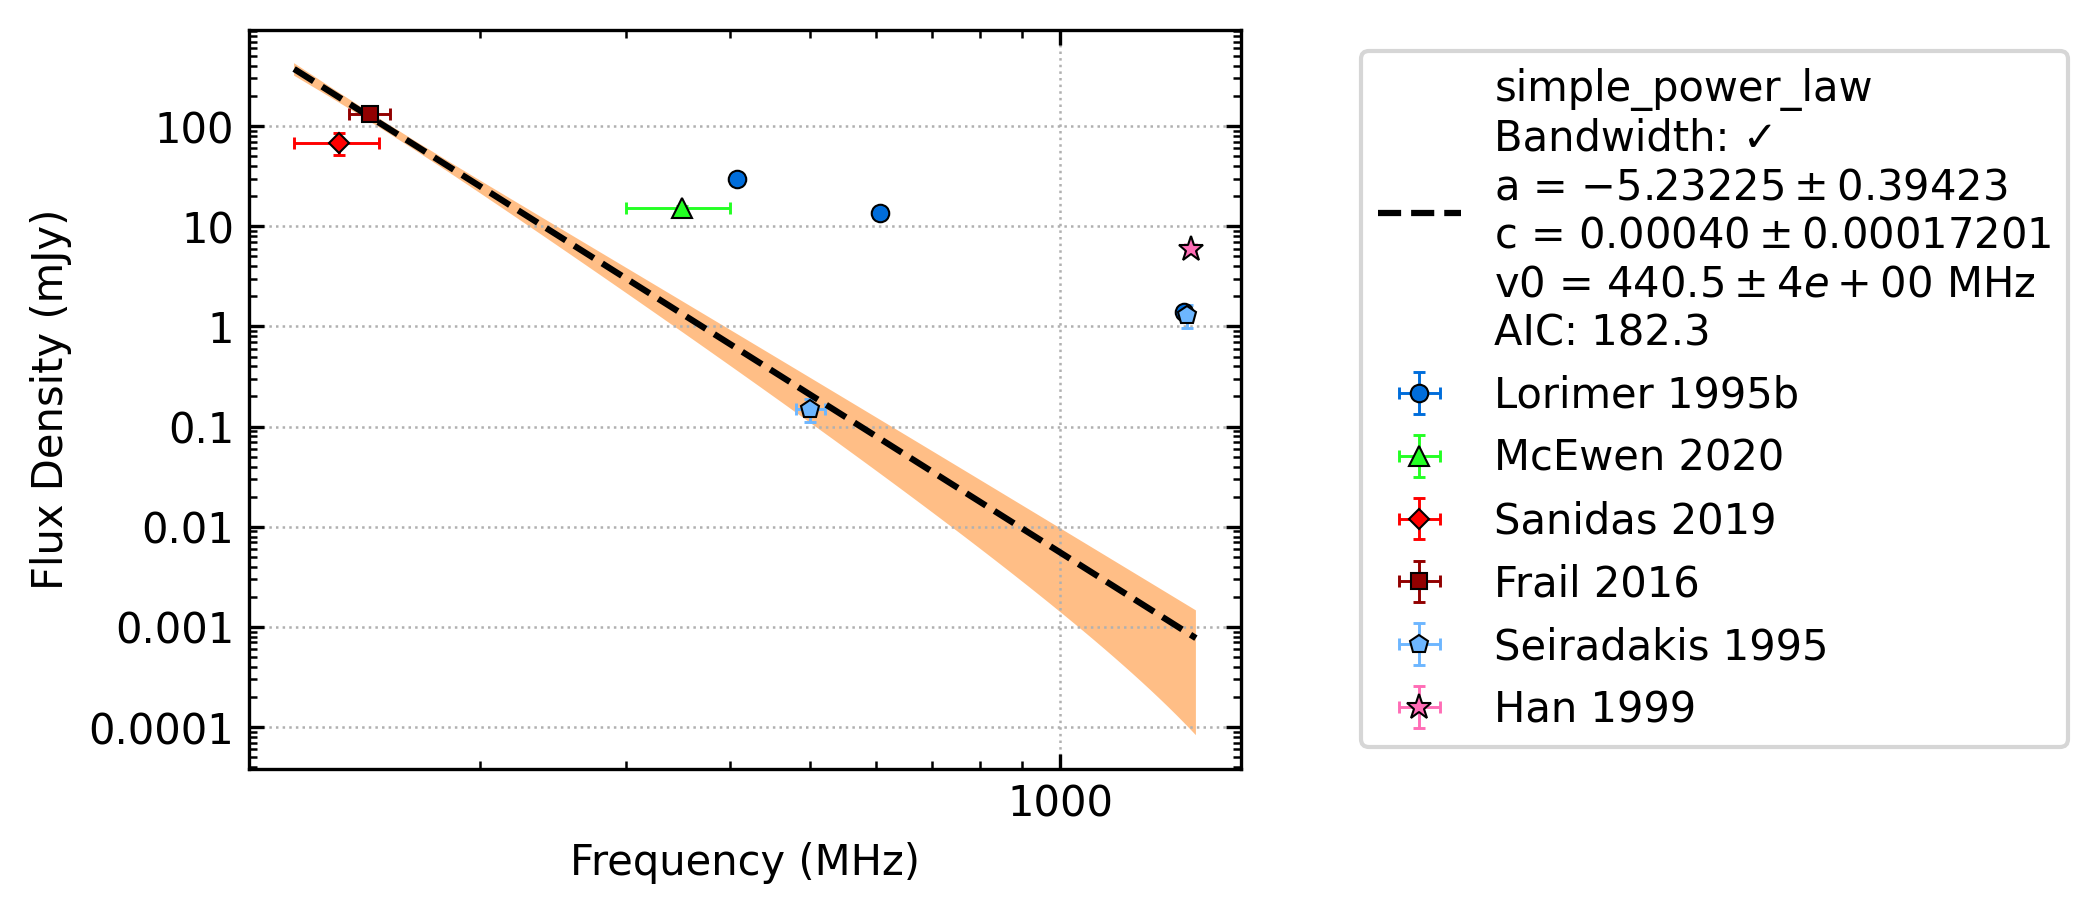 100
10
1
0.1
0.01
0.001
0.0001
1000
Flux Density (mJy)
Frequency (MHz)
simple_power_law
Bandwidth: ✓
a = −5.23225 ± 0.39423
c = 0.00040 ± 0.00017201
v0 = 440.5 ± 4e + 00 MHz
AIC: 182.3
Lorimer 1995b
McEwen 2020
Sanidas 2019
Frail 2016
Seiradakis 1995
Han 1999